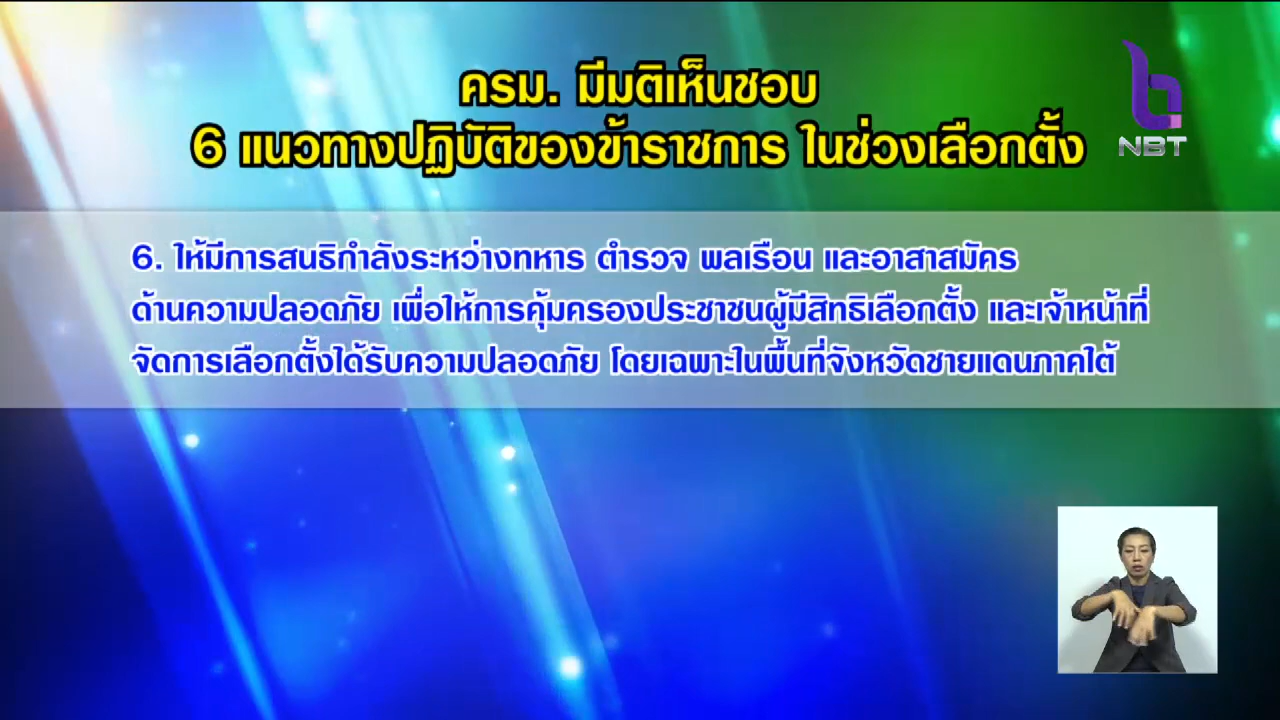 ครม. มีมติเห็นชอบ
6 แนวทางปฏิบัติของข้าราชการ ในช่วงเลือกตั้ง
NBT
6. ให้มีการสนธิกำลังระหว่างทหาร ตำรวจ พลเรือน และอาสาสมัคร
ด้านความปลอดภัย เพื่อให้การคุ้มครองประชาชนผู้มีสิทธิเลือกตั้ง และเจ้าหน้าที่
จัดการเลือกตั้งได้รับความปลอดภัย โดยเฉพาะในพื้นที่จังหวัดชายแดนภาคใต้